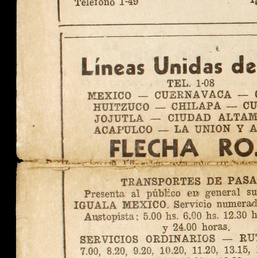 Teléfono 1-49
Líneas Unidas de
TEL. 1-08
MEXICO — CUERNAVACA —
HUITZUCO — CHILAPA — CU
JOJUTLA — CIUDAD ALTAM
ACAPULCO — LA UNION Y A
FLECHA RO
TRANSPORTES DE PASA
Presenta al público en general su
IGUALA MEXICO. Servicio numerad
Austopista: 5.00 hs. 6.00 hs. 12.30 h
y 24.00 horas,
SERVICIOS ORDINARIOS — RU
7.00, 8.20, 9.20, 10.20, 11.20, 13.15,